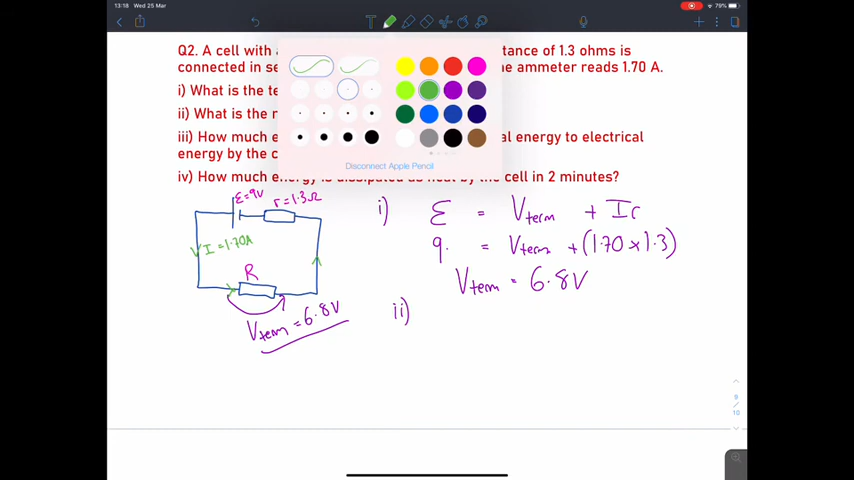 13:18 Wed 25 Mar
79%
Q2. A cell with a tance of 1.3 ohms is
connected in se he ammeter reads 1.70 A.
i) What is the te
ii) What is the m
iii) How much e al energy to electrical
energy by the c
iv) How much energy is dissipated as heat by the cell in 2 minutes?
Disconnect Apple Pencil
ε=9V
r=1.3Ω
I=1.70A
R
Vterm = 6.8V
i) ε = Vterm + Ir
9. = Vterm + (1.70 x 1.3)
Vterm = 6.8V
ii)
9
/
10